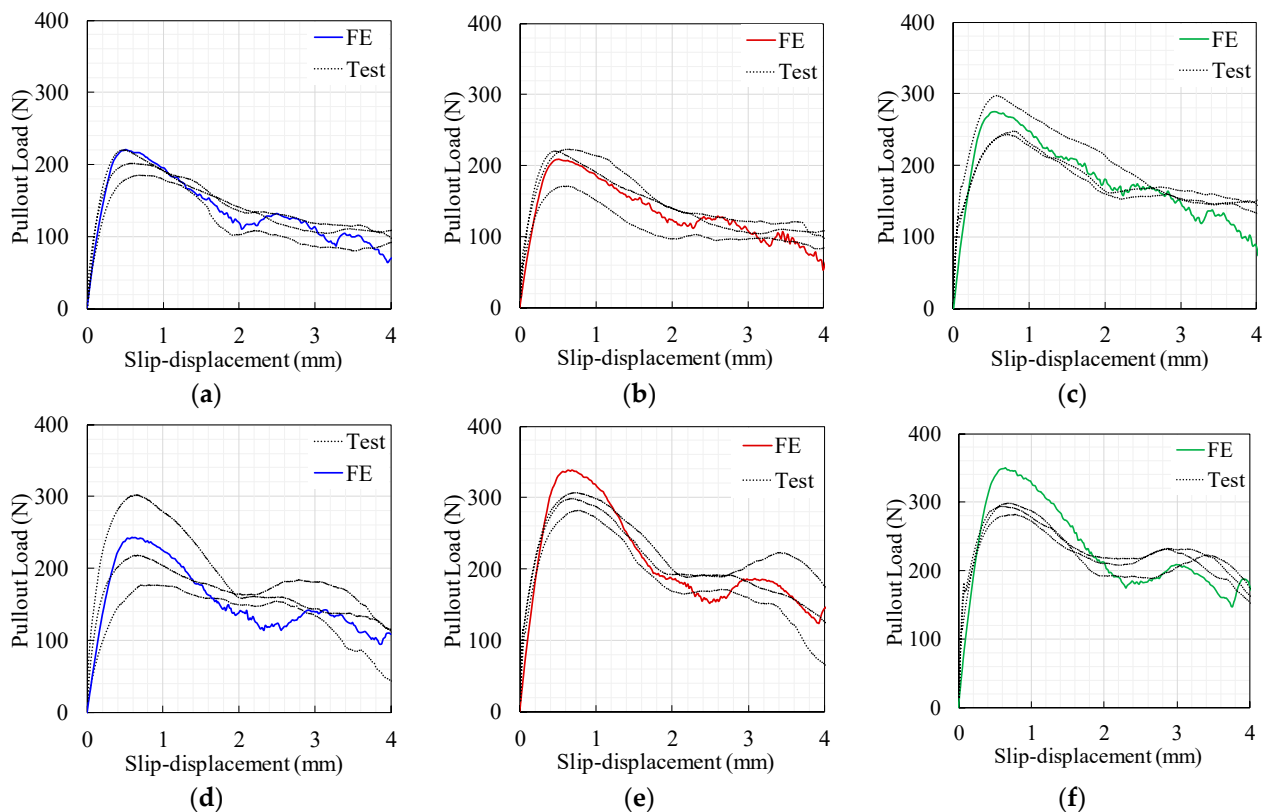 400
300
200
100
0
Pullout Load (N)
FE
Test
0 1 2 3 4
Slip-displacement (mm)
(a)
400
300
200
100
0
Pullout Load (N)
FE
Test
0 1 2 3 4
Slip-displacement (mm)
(b)
400
300
200
100
0
Pullout Load (N)
FE
Test
0 1 2 3 4
Slip-displacement (mm)
(c)
400
300
200
100
0
Pullout Load (N)
Test
FE
0 1 2 3 4
Slip-displacement (mm)
(d)
400
300
200
100
0
Pullout Load (N)
FE
Test
0 1 2 3 4
Slip-displacement (mm)
(e)
400
300
200
100
0
Pullout Load (N)
FE
Test
0 1 2 3 4
Slip-displacement (mm)
(f)